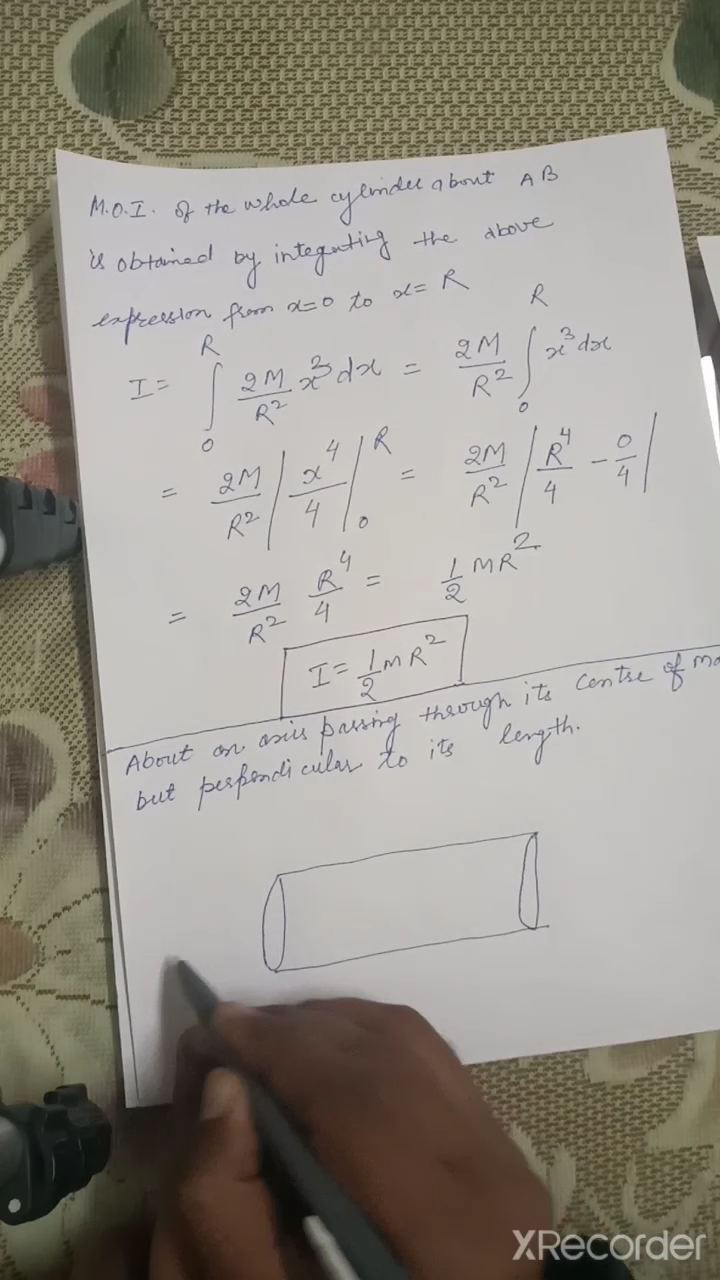 M.O.I. of the whole cylinder about AB
is obtained by integrating the above
expression from x=0 to x= R
I = ∫₀ᴿ 2M/R² x³ dx = 2M/R² ∫₀ᴿ x³ dx
= 2M/R² | x⁴/4 |₀ᴿ = 2M/R² | R⁴/4 − 0/4 |
= 2M/R² R⁴/4 = 1/2 MR²
I = 1/2 MR²
About an axis passing through its centre of ma
but perpendicular to its length.
XRecorder